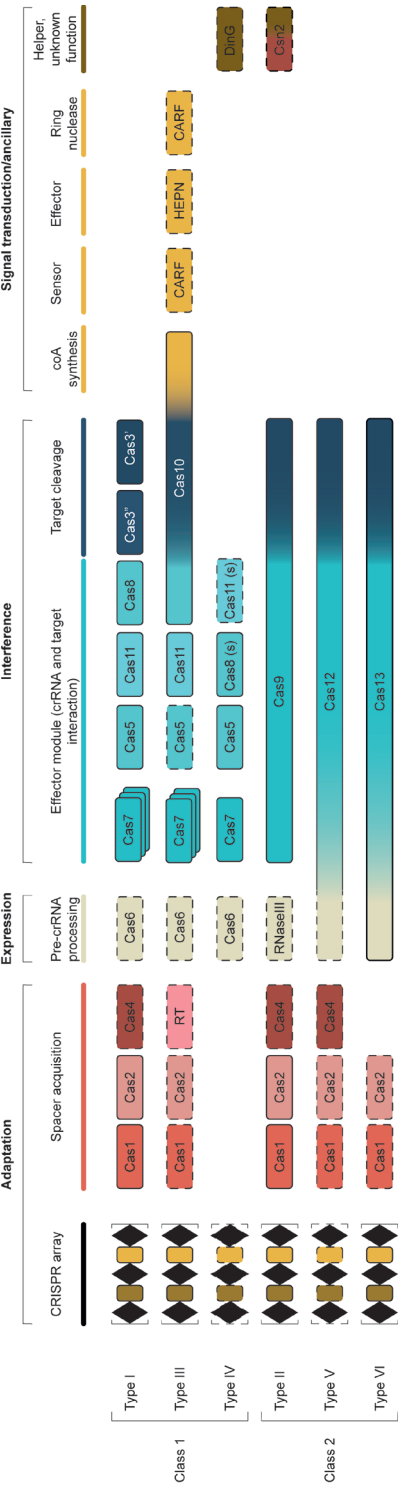 Adaptation
Expression
Interference
Signal transduction/ancillary
CRISPR array
Spacer acquisition
Pre-crRNA
processing
Effector module (crRNA and target
interaction)
Target cleavage
coA
synthesis
Sensor
Effector
Ring
nuclease
Helper,
unknown
function
Class 1
Type I
Cas1
Cas2
Cas4
Cas6
Cas7
Cas5
Cas11
Cas8
Cas3"
Cas3'
Type III
Cas1
Cas2
RT
Cas6
Cas7
Cas5
Cas11
Cas10
CARF
HEPN
CARF
Type IV
Cas6
Cas7
Cas5
Cas8 (s)
Cas11 (s)
DinG
Class 2
Type II
Cas1
Cas2
Cas4
RNaseIII
Cas9
Csn2
Type V
Cas1
Cas2
Cas4
Cas12
Type VI
Cas1
Cas2
Cas13